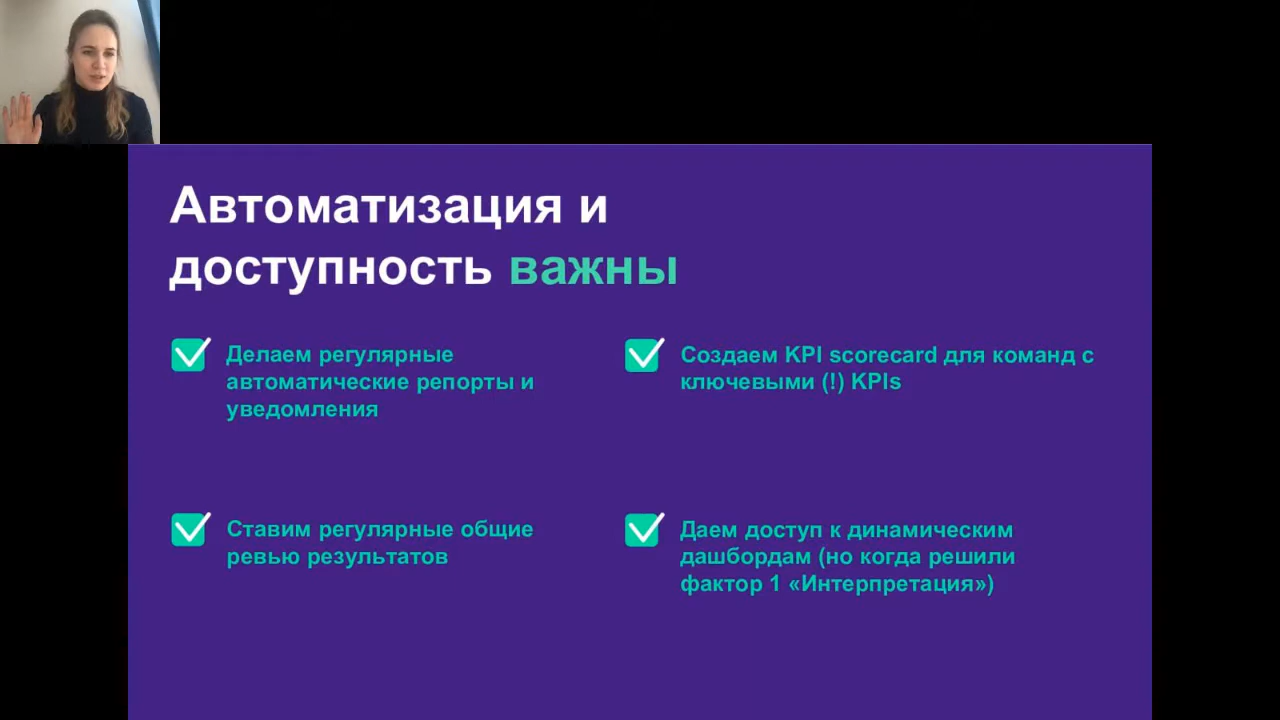 Автоматизация и
доступность важны
Делаем регулярные
автоматические репорты и
уведомления
Создаем KPI scorecard для команд с
ключевыми (!) KPIs
Ставим регулярные общие
ревью результатов
Даем доступ к динамическим
дашбордам (но когда решили
фактор 1 «Интерпретация»)